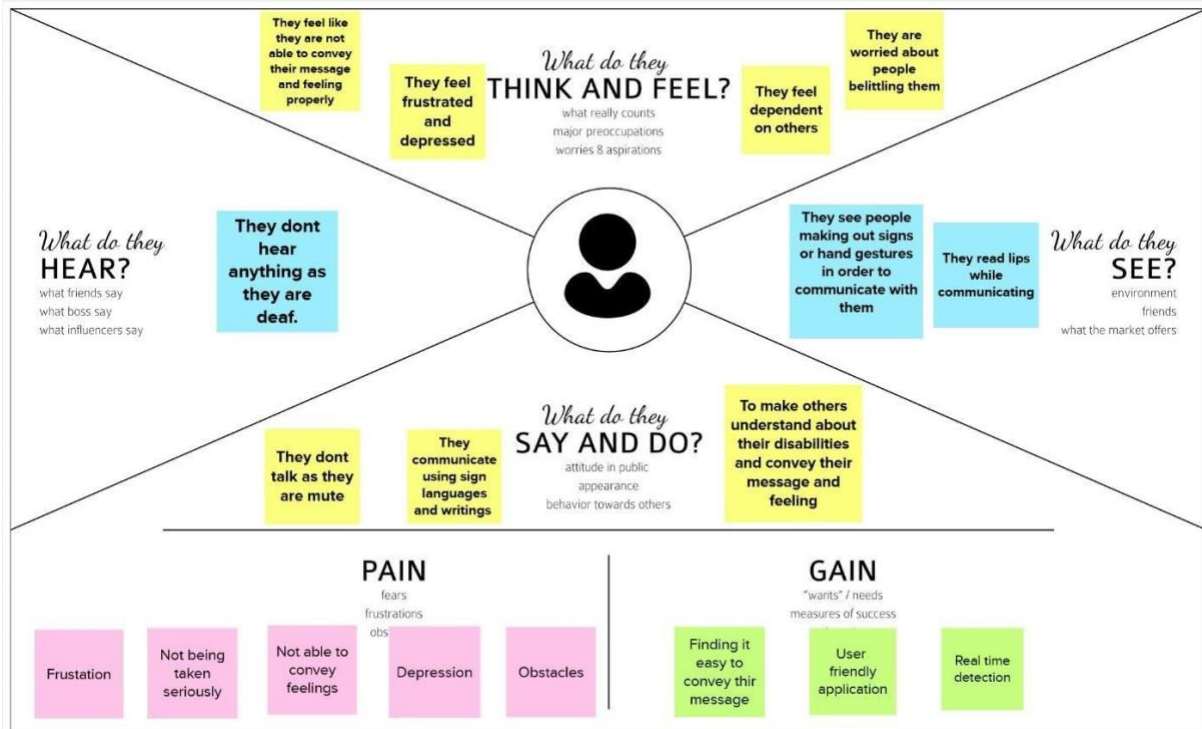 They feel like
they are not
able to convey
their message
and feeling
properly
They feel
frustrated
and
depressed
What do they
THINK AND FEEL?
what really counts
major preoccupations
worries & aspirations
They feel
dependent
on others
They are
worried about
people
belittling them
What do they
HEAR?
what friends say
what boss say
what influencers say
They dont
hear
anything as
they are
deaf.
They see people
making out signs
or hand gestures
in order to
communicate with
them
They read lips
while
communicating
What do they
SEE?
environment
friends
what the market offers
They dont
talk as they
are mute
They
communicate
using sign
languages
and writings
What do they
SAY AND DO?
attitude in public
appearance
behavior towards others
To make others
understand about
their disabilities
and convey their
message and
feeling
PAIN
fears
frustrations
Frustation
Not being
taken
seriously
Not able to
convey
feelings
Depression
Obstacles
GAIN
"wants" / needs
measures of success
Finding it
easy to
convey thir
message
User
friendly
application
Real time
detection